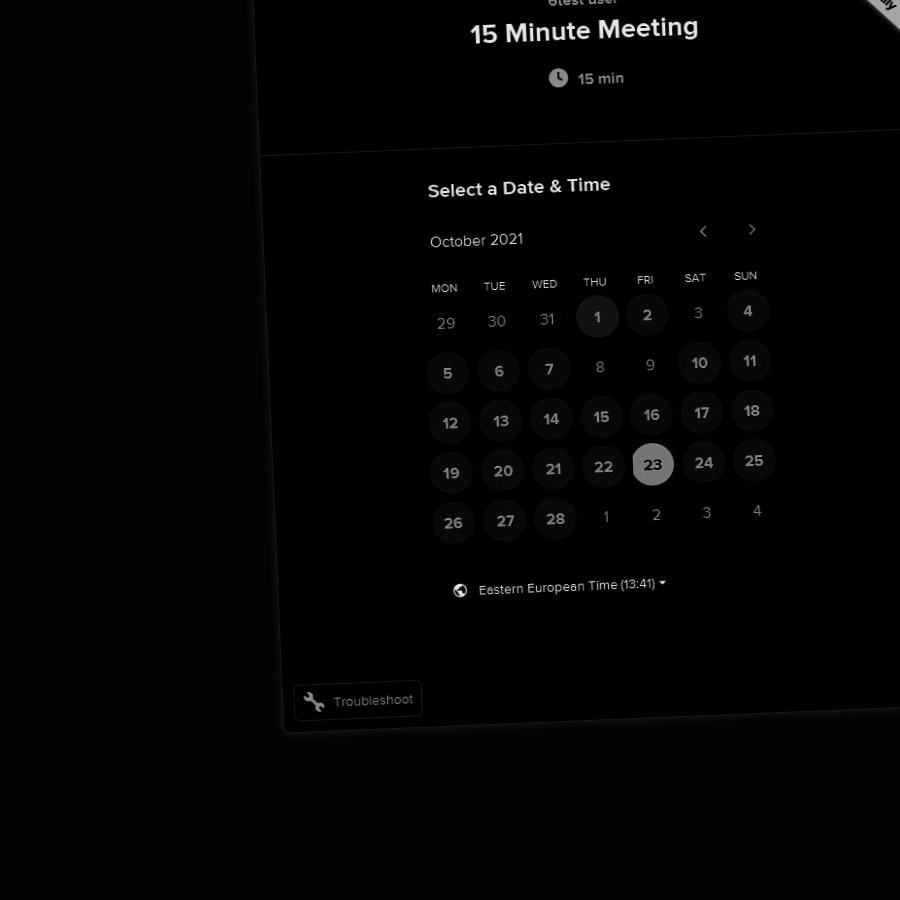 6test user
15 Minute Meeting
15 min
Select a Date & Time
October 2021
MON TUE WED THU FRI SAT SUN
29 30 31 1 2 3 4
5 6 7 8 9 10 11
12 13 14 15 16 17 18
19 20 21 22 23 24 25
26 27 28 1 2 3 4
Eastern European Time (13:41)
Troubleshoot